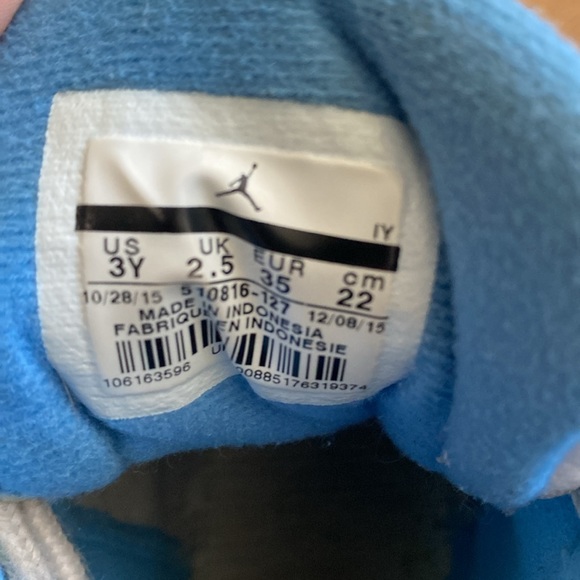 IY
US UK EUR cm
3Y 2.5 35 22
10/28/15 510816-127 12/08/15
MADE IN INDONESIA
FABRIQUE EN INDONESIE
106163596 00885176319374